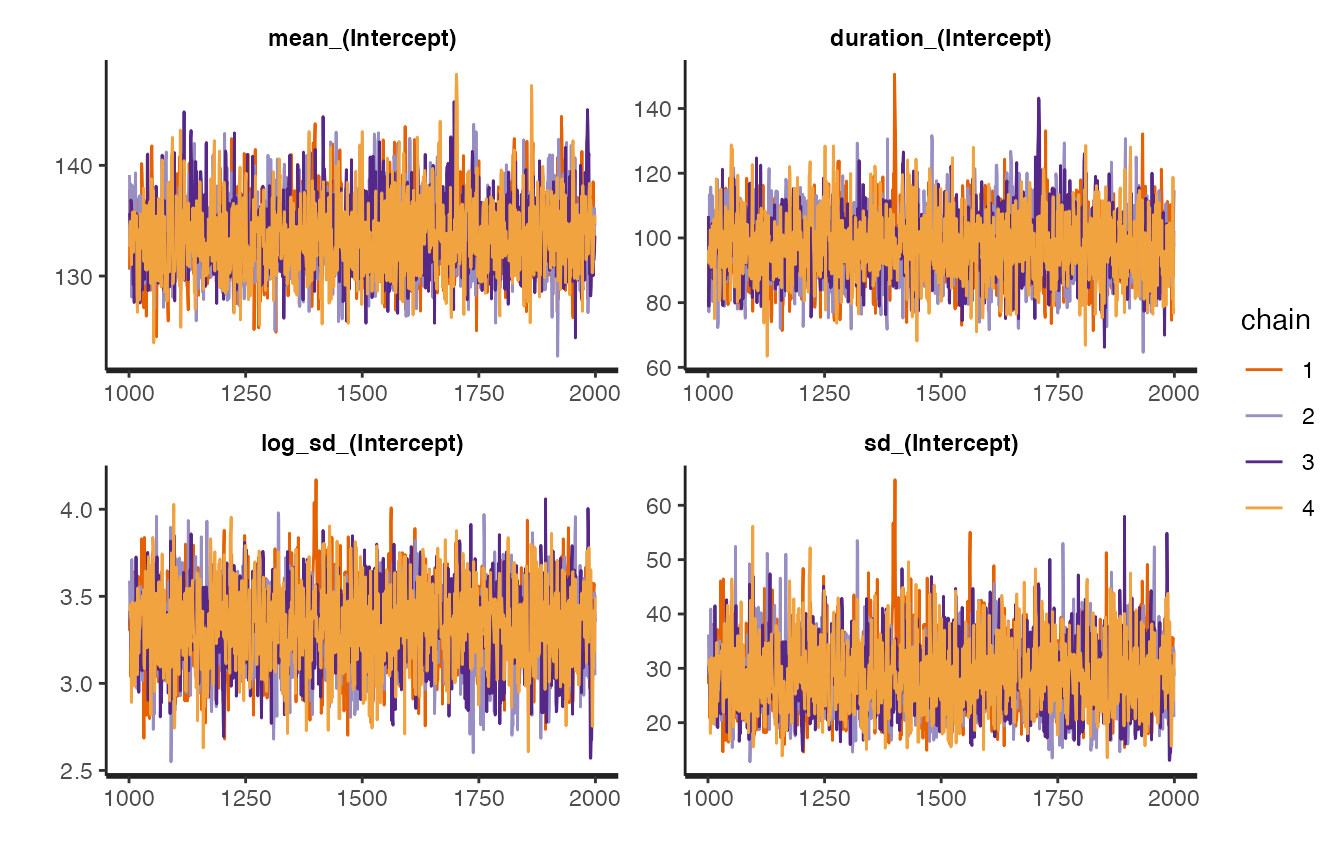 mean_(Intercept)
140
130
1000 1250 1500 1750 2000
duration_(Intercept)
140
120
100
80
60
1000 1250 1500 1750 2000
log_sd_(Intercept)
4.0
3.5
3.0
2.5
1000 1250 1500 1750 2000
sd_(Intercept)
60
50
40
30
20
1000 1250 1500 1750 2000
chain
1
2
3
4